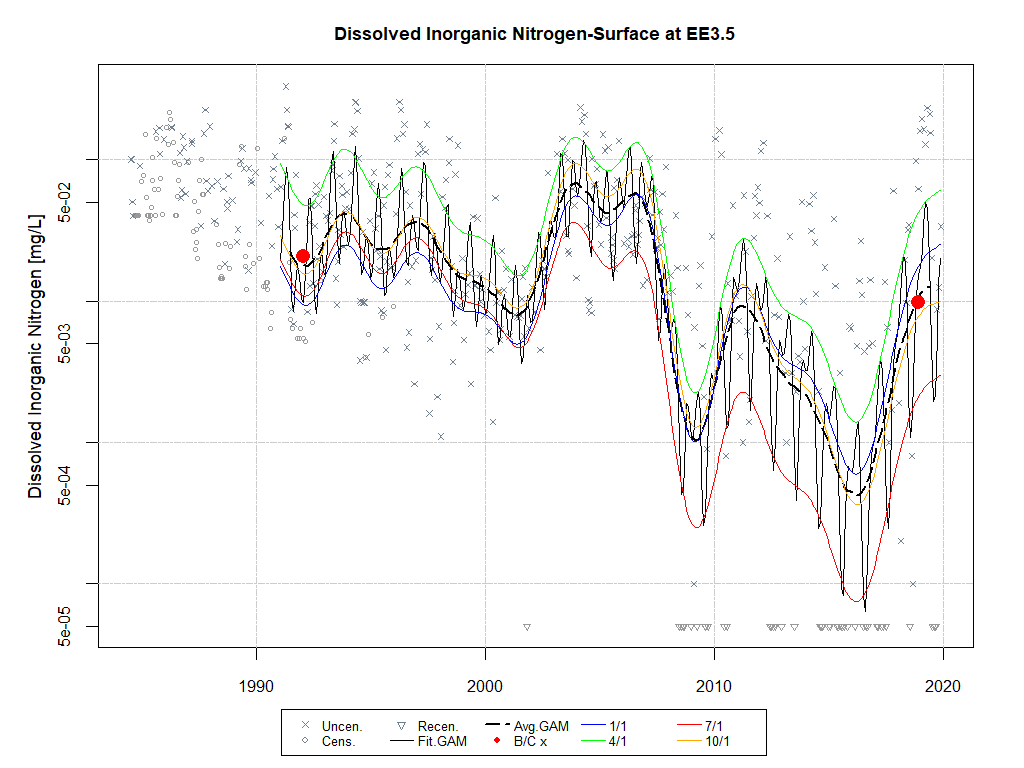 Dissolved Inorganic Nitrogen-Surface at EE3.5
Dissolved Inorganic Nitrogen [mg/L]
5e-02
5e-03
5e-04
5e-05
1990 2000 2010 2020
Uncen. Recen. Avg.GAM 1/1 7/1
Cens. Fit.GAM B/C x 4/1 10/1